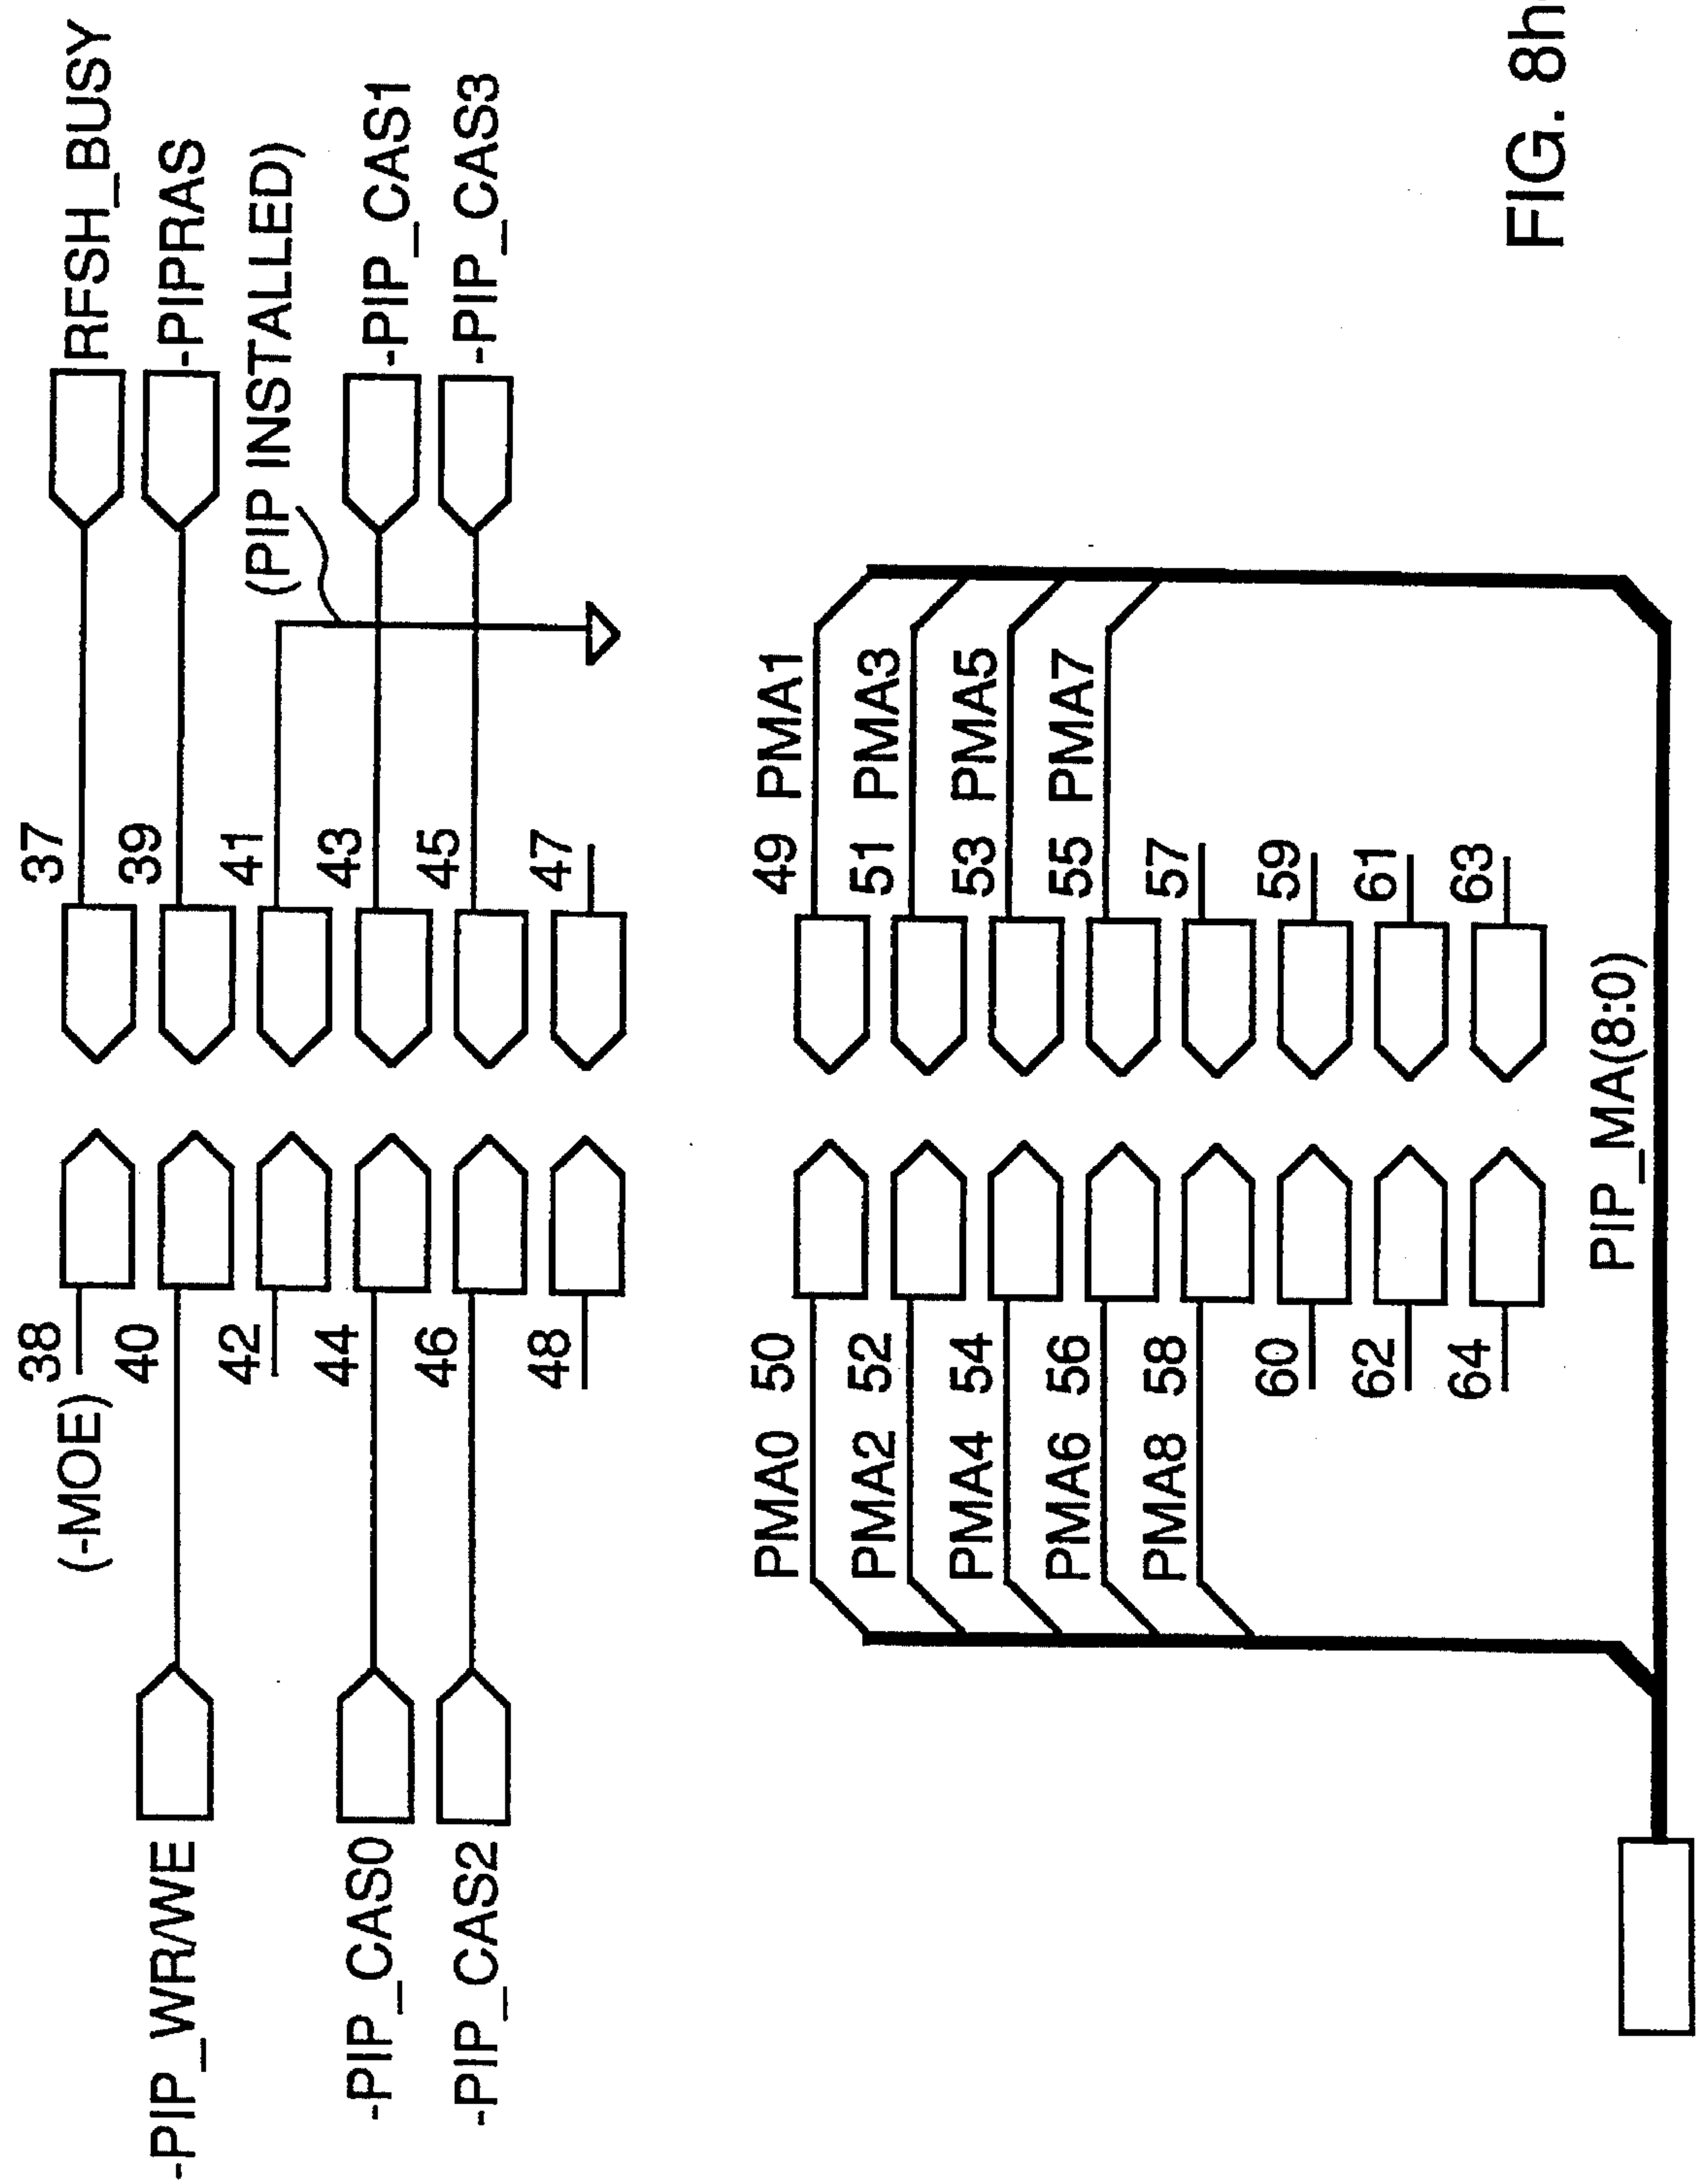 38 37 RFSH_BUSY
(-MOE)
-PIP_WR/WE 40 39 -PIPRAS
42 41 (PIP INSTALLED)
-PIP_CAS0 44 43 -PIP_CAS1
-PIP_CAS2 46 45 -PIP_CAS3
48 47
PMA0 50 49 PMA1
PMA2 52 51 PMA3
PMA4 54 53 PMA5
PMA6 56 55 PMA7
PMA8 58 57
60 59
62 61
64 63
PIP_MA(8:0)
FIG. 8h